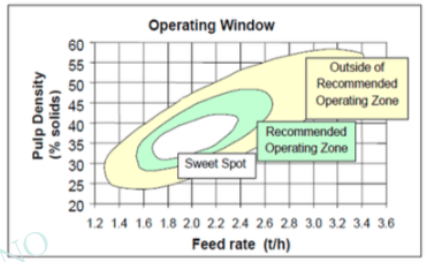 Operating Window
60
55
50
45
40
35
30
25
20
Pulp Density
(% solids)
Outside of
Recommended
Operating Zone
Recommended
Operating Zone
Sweet Spot
1.2 1.4 1.6 1.8 2.0 2.2 2.4 2.6 2.8 3.0 3.2 3.4 3.6
Feed rate (t/h)
NO